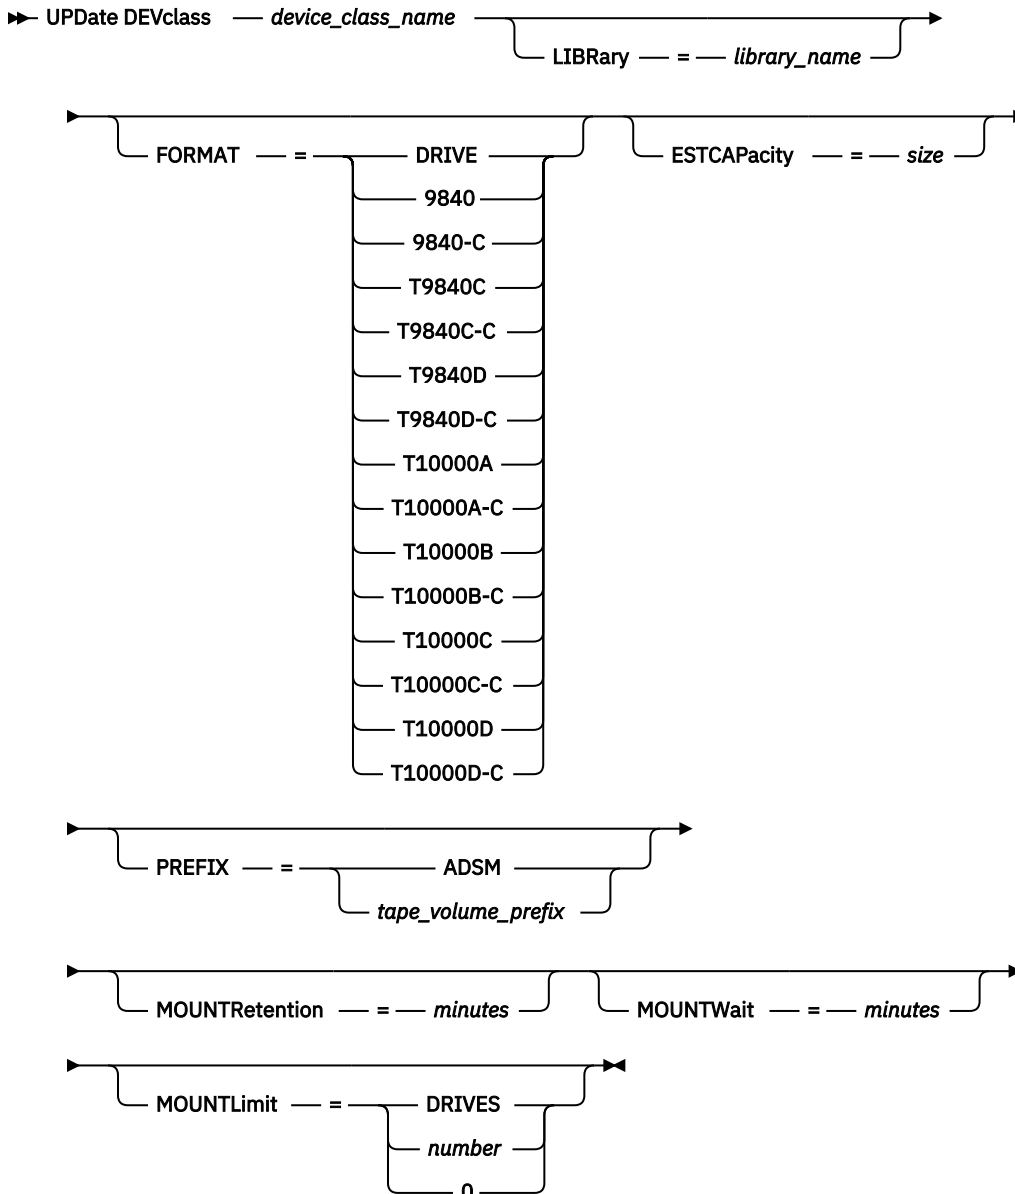 UPDate DEVclass device_class_name
LIBRary = library_name
FORMAT = DRIVE
9840
9840-C
T9840C
T9840C-C
T9840D
T9840D-C
T10000A
T10000A-C
T10000B
T10000B-C
T10000C
T10000C-C
T10000D
T10000D-C
ESTCAPacity = size
PREFIX = ADSM
tape_volume_prefix
MOUNTRetention = minutes
MOUNTWait = minutes
MOUNTLimit = DRIVES
number
0